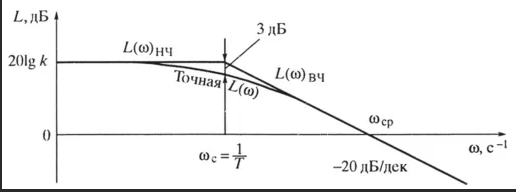 L, дБ
3 дБ
L(ω)НЧ
20lg k
Точная L(ω)
L(ω)ВЧ
ωср
0
ωс = 1/T
ω, с⁻¹
–20 дБ/дек